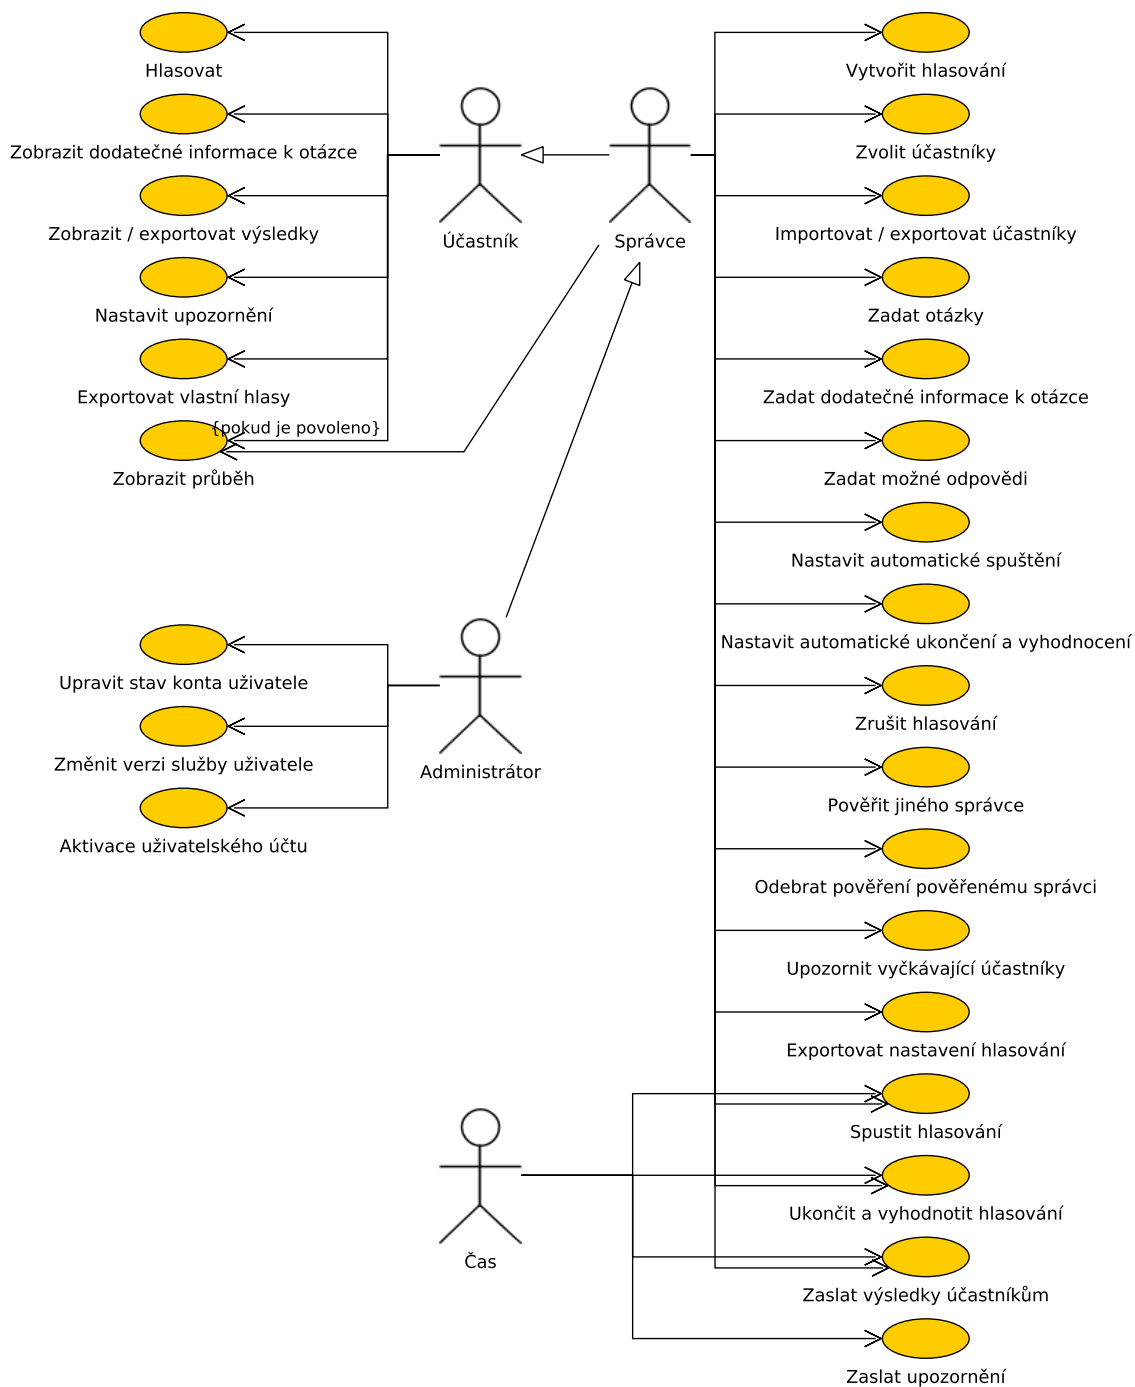 Hlasovat
Zobrazit dodatečné informace k otázce
Zobrazit / exportovat výsledky
Nastavit upozornění
Exportovat vlastní hlasy
{pokud je povoleno}
Zobrazit průběh
Účastník
Správce
Upravit stav konta uživatele
Změnit verzi služby uživatele
Aktivace uživatelského účtu
Administrátor
Čas
Vytvořit hlasování
Zvolit účastníky
Importovat / exportovat účastníky
Zadat otázky
Zadat dodatečné informace k otázce
Zadat možné odpovědi
Nastavit automatické spuštění
Nastavit automatické ukončení a vyhodnocení
Zrušit hlasování
Pověřit jiného správce
Odebrat pověření pověřenému správci
Upozornit vyčkávající účastníky
Exportovat nastavení hlasování
Spustit hlasování
Ukončit a vyhodnotit hlasování
Zaslat výsledky účastníkům
Zaslat upozornění